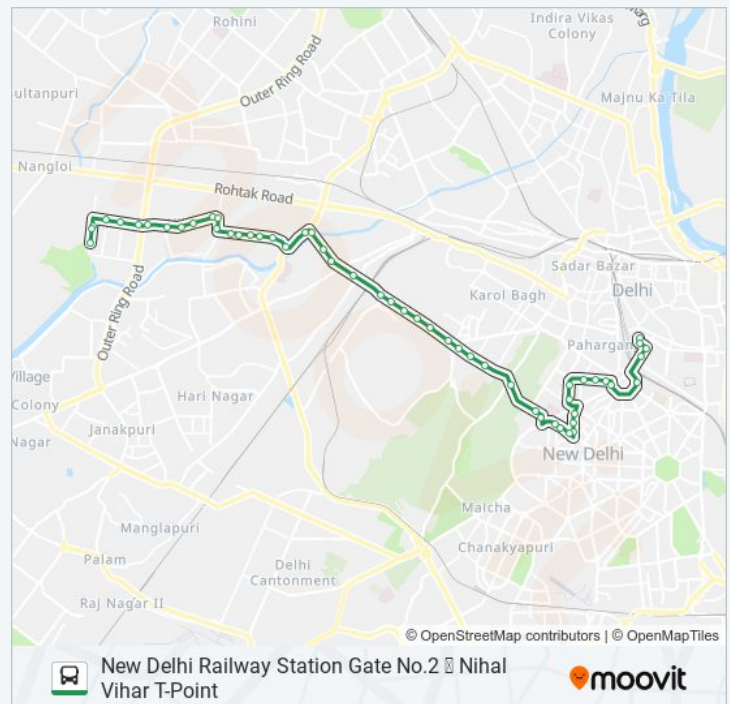 Rohini
Indira Vikas
Colony
marg
Outer Ring Road
ultanpuri
Majnu Ka Tila
Nangloi
Rohtak Road
Sadar Bazar
Delhi
Karol Bagh
Outer Ring Road
Paharganj
Village
Colony
Hari Nagar
Nagar
Janakpuri
New Delhi
Malcha
Manglapuri
Chanakyapuri
Palam
Delhi
Cantonment
Raj Nagar II
© OpenStreetMap contributors | © OpenMapTiles
New Delhi Railway Station Gate No.2 Nihal
Vihar T-Point
moovit